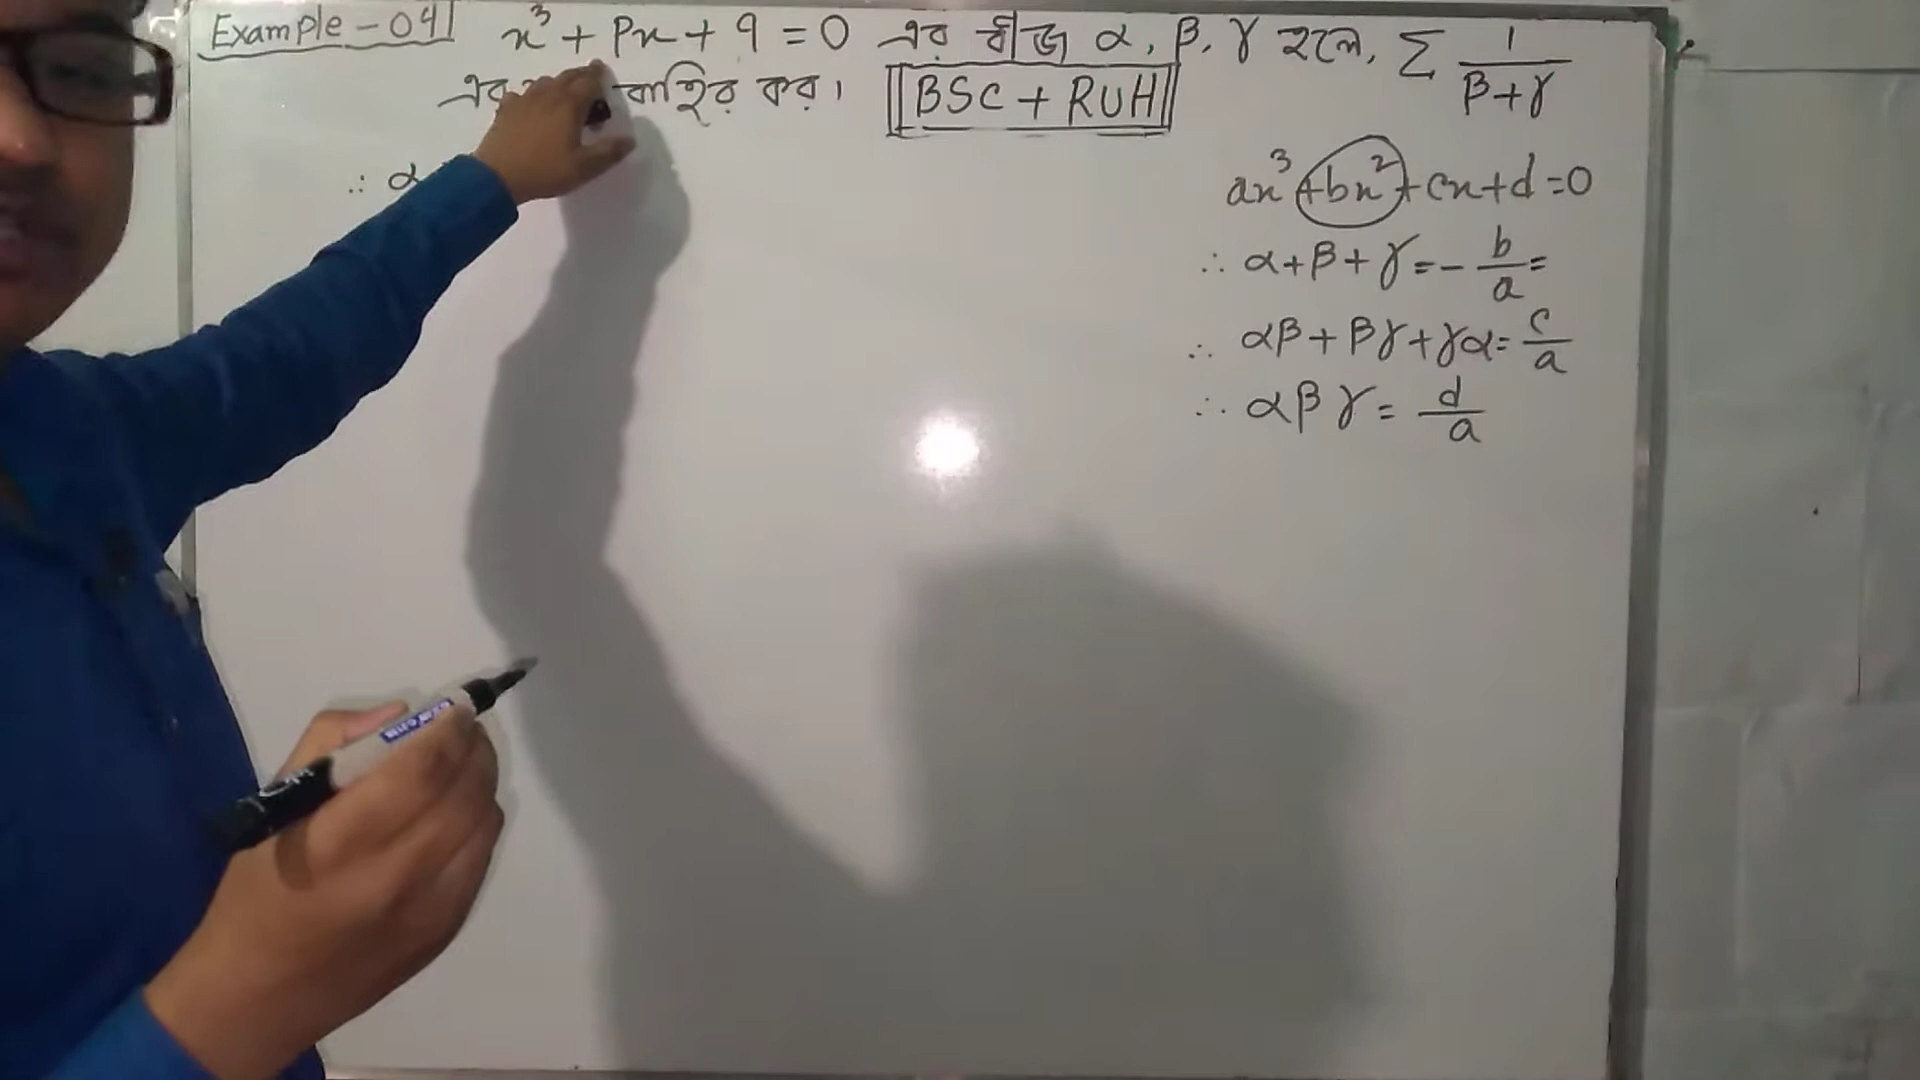 Example - 04 x³ + Px + q = 0 এর বীজ α, β, γ হলে, Σ 1/(β+γ)
এর বাহির কর। BSC + RUH
∴ α
ax³ + bx² + cx + d = 0
∴ α + β + γ = - b/a =
∴ αβ + βγ + γα = c/a
∴ αβγ = d/a